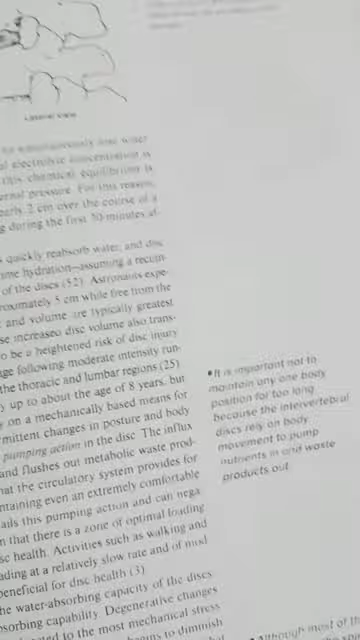 Lateral view
to simultaneously lose water
al electrolyte concentration is
this chemical equilibrium is
ernal pressure. For this reason,
early 2 cm over the course of a
g during the first 30 minutes of
s quickly reabsorb water, and disc
me hydration—assuming a recum-
of the discs (52). Astronauts expe-
roximately 5 cm while free from the
t and volume are typically greatest
se increased disc volume also trans-
o be a heightened risk of disc injury
age following moderate intensity run-
the thoracic and lumbar regions (25)
y up to about the age of 8 years, but
y on a mechanically based means for
rmittent changes in posture and body
pumping action in the disc. The influx
and flushes out metabolic waste prod-
hat the circulatory system provides for
ntaining even an extremely comfortable
ails this pumping action and can nega
n that there is a zone of optimal loading
sc health. Activities such as walking and
ading at a relatively slow rate and of mod
beneficial for disc health (3)
he water-absorbing capacity of the discs
bsorbing capability. Degenerative changes
to the most mechanical stress
begins to diminish
•It is important not to
maintain any one body
position for too long
because the intervertebral
discs rely on body
movement to pump
nutrients in and waste
products out.
•Although most of the